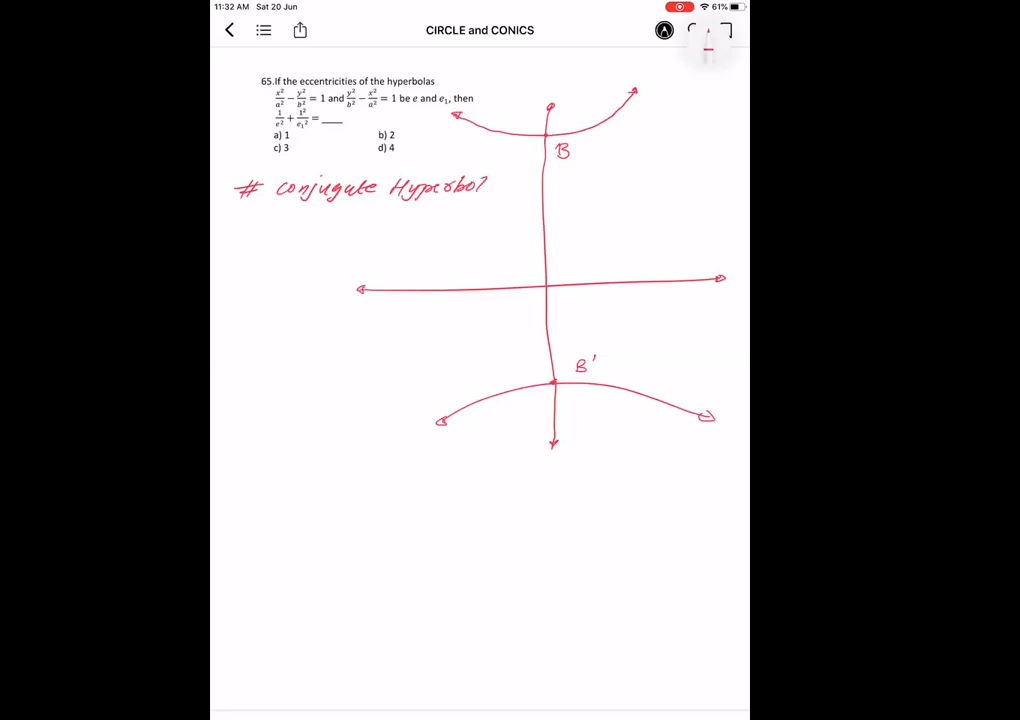 11:32 AM Sat 20 Jun
61%
CIRCLE and CONICS
65.If the eccentricities of the hyperbolas
x²/a² − y²/b² = 1 and y²/b² − x²/a² = 1 be e and e₁, then
1/e² + 1²/e₁² = ____
a) 1 b) 2
c) 3 d) 4
B
# Conjugate Hyperbol
B'